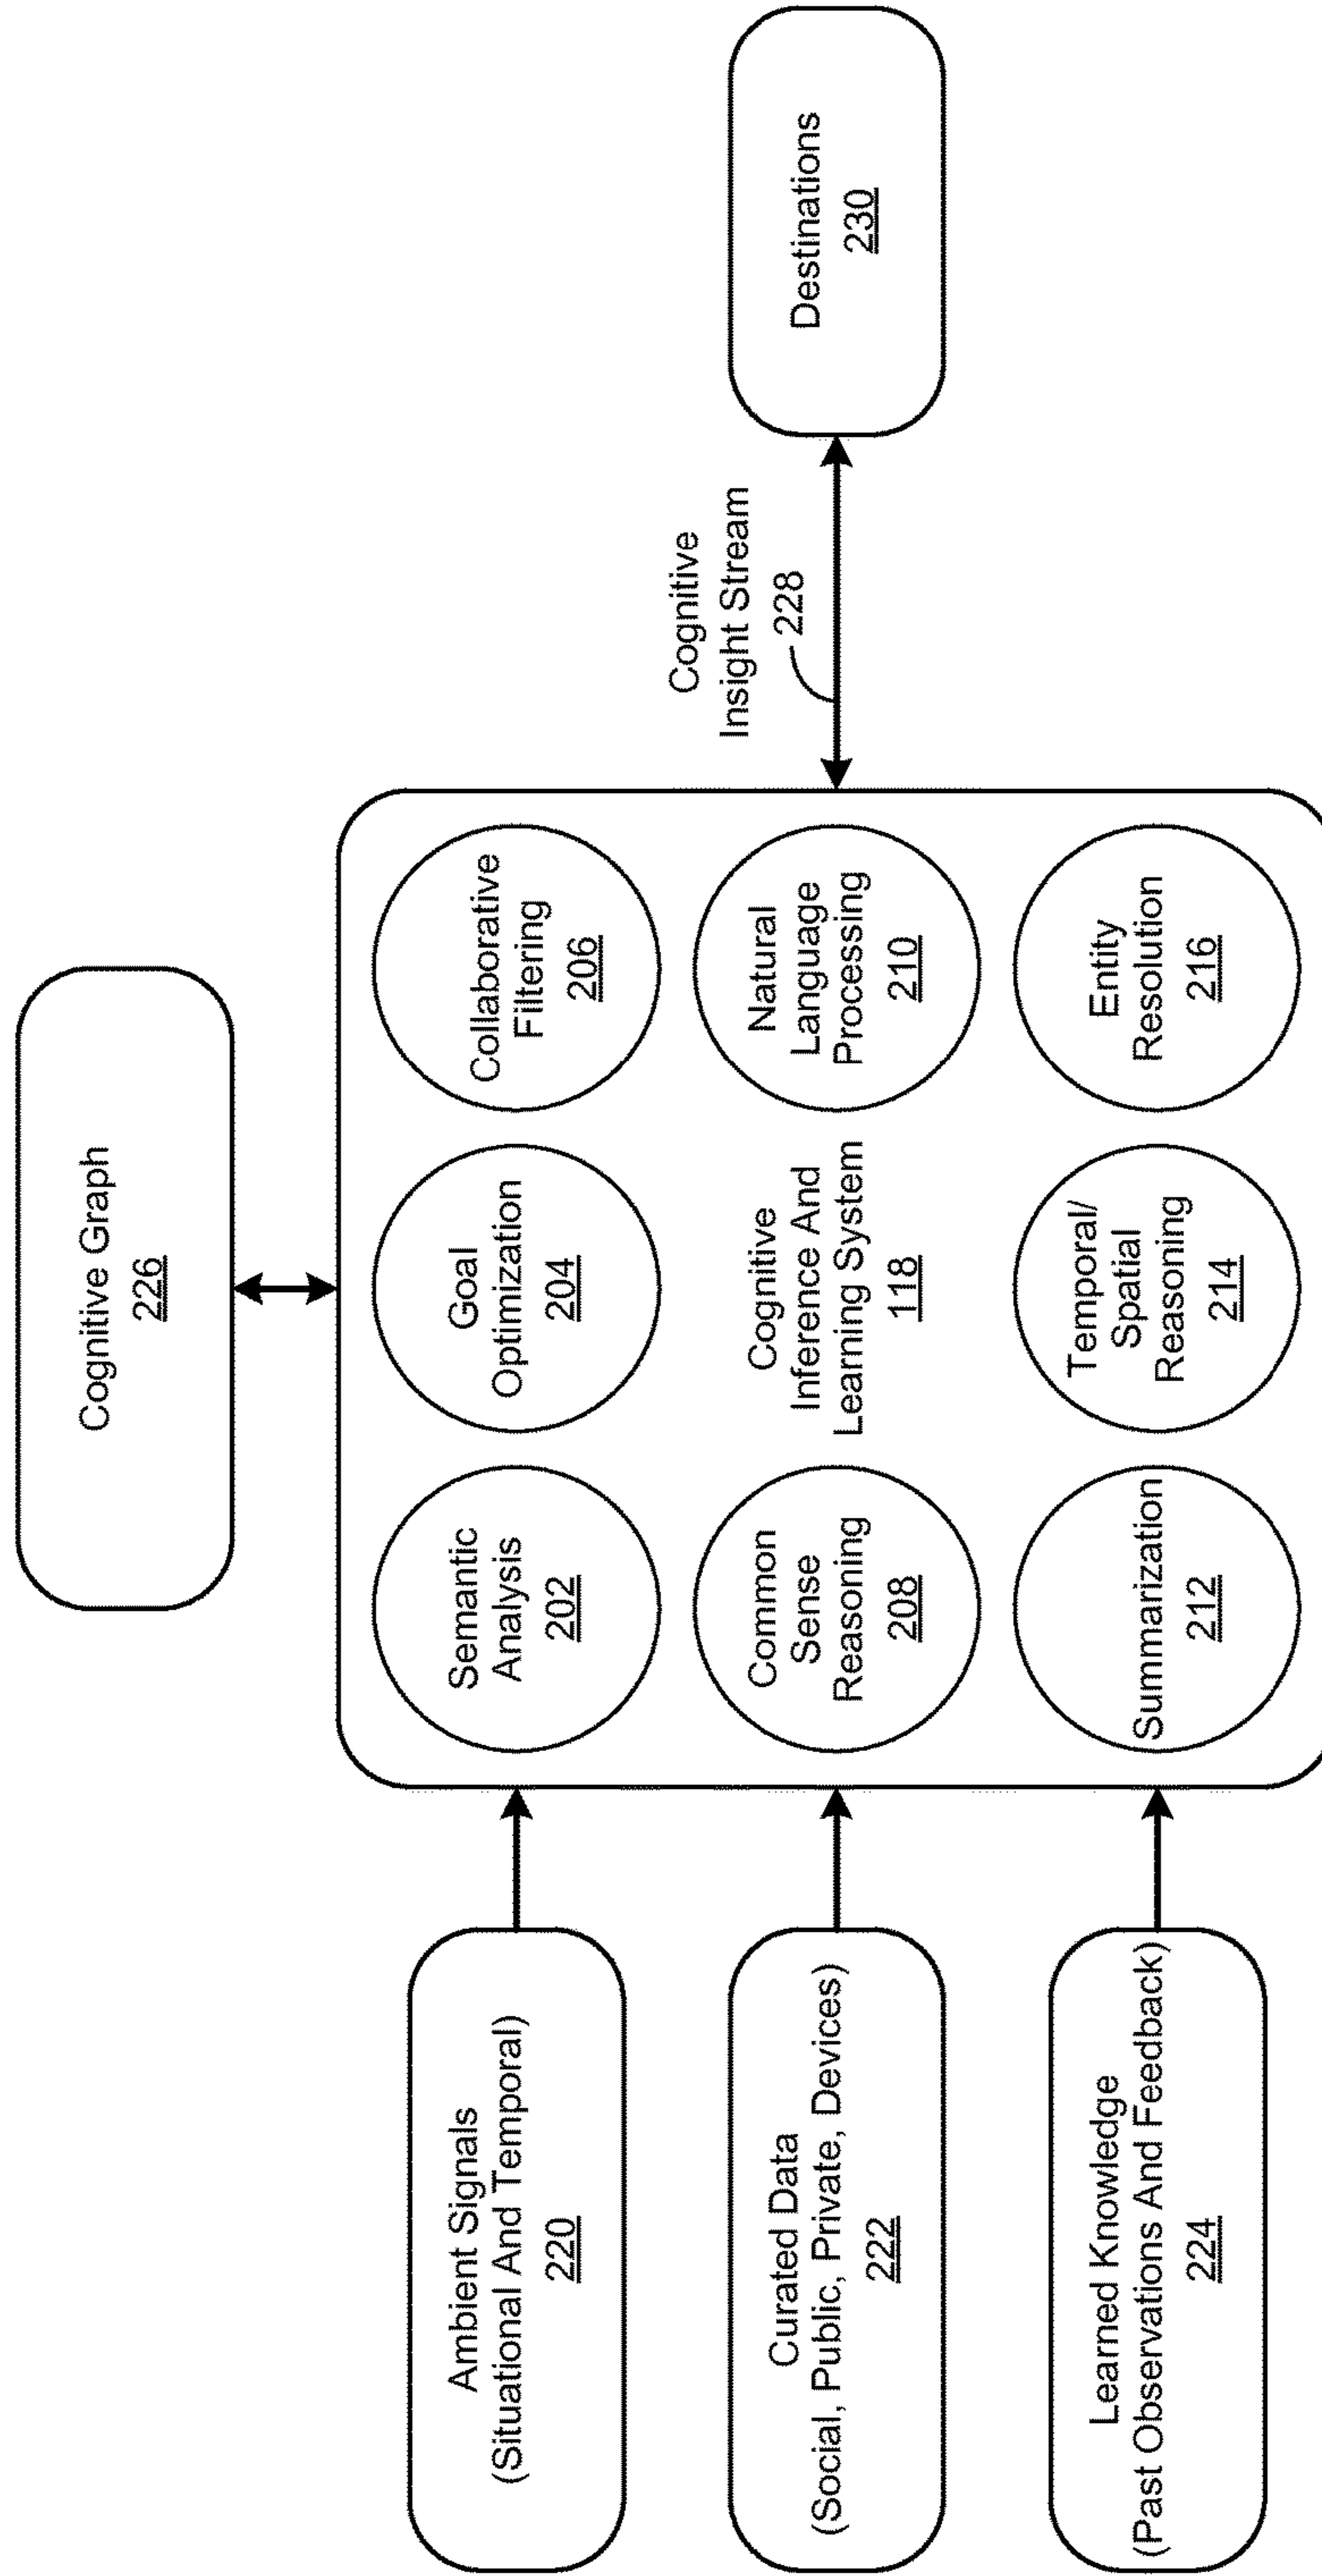 Cognitive Graph
226
Ambient Signals
(Situational And Temporal)
220
Curated Data
(Social, Public, Private, Devices)
222
Learned Knowledge
(Past Observations And Feedback)
224
Semantic
Analysis
202
Goal
Optimization
204
Collaborative
Filtering
206
Common
Sense
Reasoning
208
Cognitive
Inference And
Learning System
118
Natural
Language
Processing
210
Summarization
212
Temporal/
Spatial
Reasoning
214
Entity
Resolution
216
Cognitive
Insight Stream
228
Destinations
230